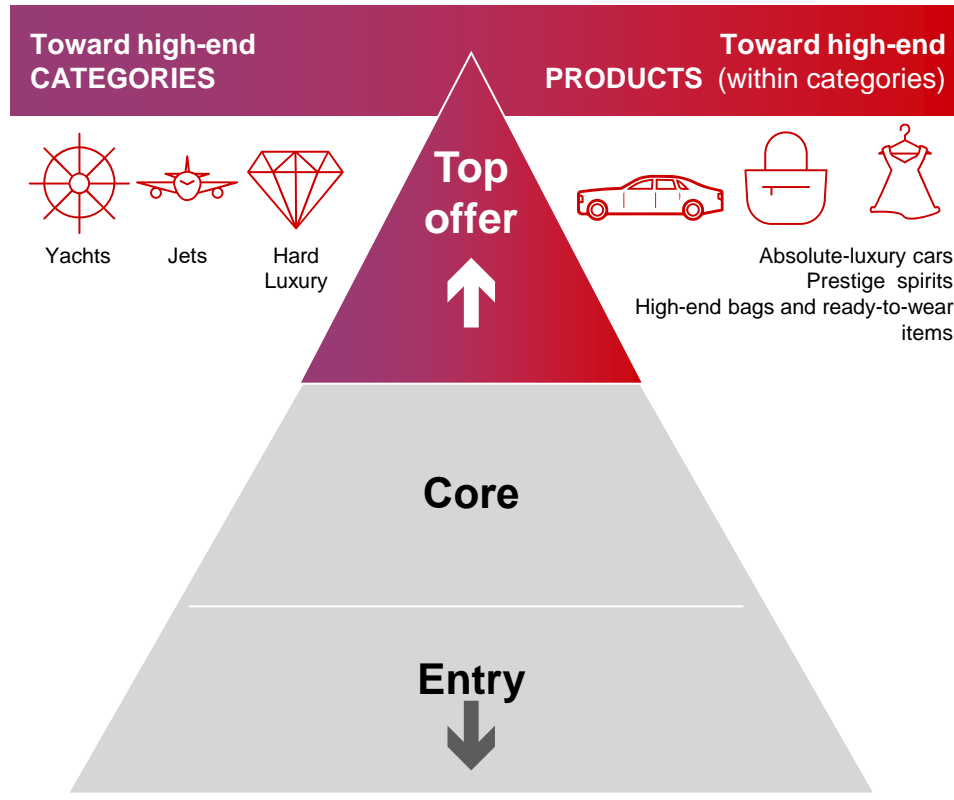 Toward high-end
CATEGORIES
Toward high-end
PRODUCTS (within categories)
Top
offer
Yachts
Jets
Hard
Luxury
Absolute-luxury cars
Prestige spirits
High-end bags and ready-to-wear
items
Core
Entry